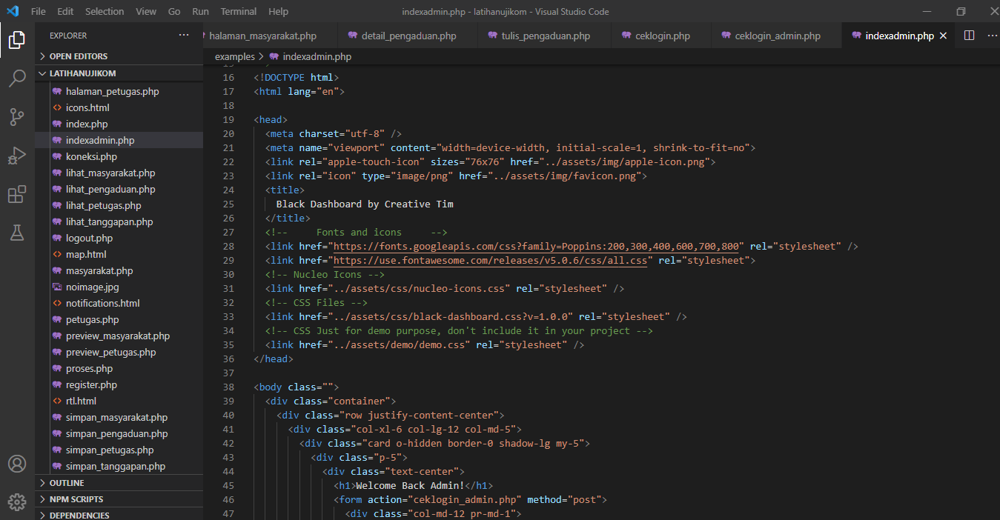 File Edit Selection View Go Run Terminal Help
indexadmin.php - latihanujikom - Visual Studio Code
EXPLORER
halaman_masyarakat.php detail_pengaduan.php tulis_pengaduan.php ceklogin.php ceklogin_admin.php indexadmin.php
examples > indexadmin.php
OPEN EDITORS
LATIHANUJIKOM
halaman_petugas.php
icons.html
index.php
indexadmin.php
koneksi.php
lihat_masyarakat.php
lihat_pengaduan.php
lihat_petugas.php
lihat_tanggapan.php
logout.php
map.html
masyarakat.php
noimage.jpg
notifications.html
petugas.php
preview_masyarakat.php
preview_petugas.php
proses.php
register.php
rtl.html
simpan_masyarakat.php
simpan_pengaduan.php
simpan_petugas.php
simpan_tanggapan.php
OUTLINE
NPM SCRIPTS
DEPENDENCIES
16 <!DOCTYPE html>
17 <html lang="en">
18
19 <head>
20 <meta charset="utf-8" />
21 <meta name="viewport" content="width=device-width, initial-scale=1, shrink-to-fit=no">
22 <link rel="apple-touch-icon" sizes="76x76" href="../assets/img/apple-icon.png">
23 <link rel="icon" type="image/png" href="../assets/img/favicon.png">
24 <title>
25 Black Dashboard by Creative Tim
26 </title>
27 <!-- Fonts and icons -->
28 <link href="https://fonts.googleapis.com/css?family=Poppins:200,300,400,600,700,800" rel="stylesheet" />
29 <link href="https://use.fontawesome.com/releases/v5.0.6/css/all.css" rel="stylesheet">
30 <!-- Nucleo Icons -->
31 <link href="../assets/css/nucleo-icons.css" rel="stylesheet" />
32 <!-- CSS Files -->
33 <link href="../assets/css/black-dashboard.css?v=1.0.0" rel="stylesheet" />
34 <!-- CSS Just for demo purpose, don't include it in your project -->
35 <link href="../assets/demo/demo.css" rel="stylesheet" />
36 </head>
37
38 <body class="">
39 <div class="container">
40 <div class="row justify-content-center">
41 <div class="col-xl-6 col-lg-12 col-md-5">
42 <div class="card o-hidden border-0 shadow-lg my-5">
43 <div class="p-5">
44 <div class="text-center">
45 <h1>Welcome Back Admin!</h1>
46 <form action="ceklogin_admin.php" method="post">
47 <div class="col-md-12 pr-md-1">